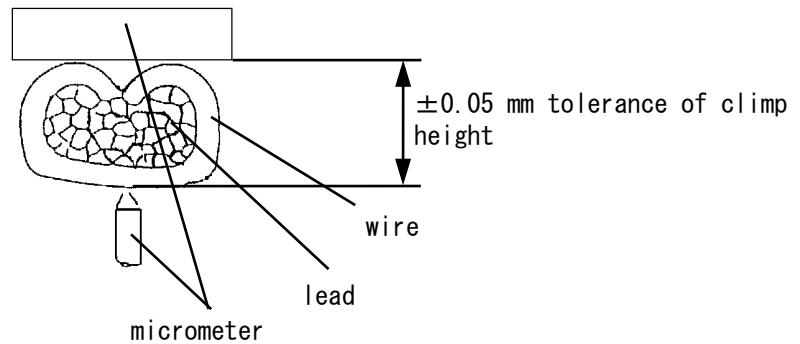 ±0.05 mm tolerance of climp
height
wire
lead
micrometer